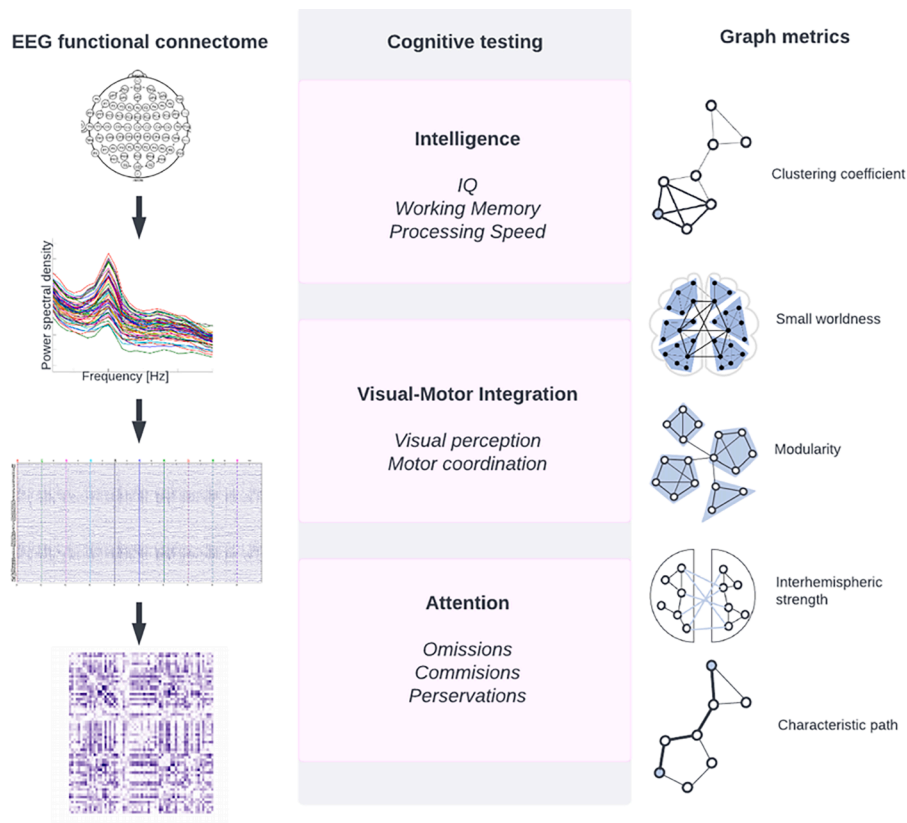 EEG functional connectome
Power spectral density
Frequency [Hz]
Cognitive testing
Intelligence
IQ
Working Memory
Processing Speed
Visual-Motor Integration
Visual perception
Motor coordination
Attention
Omissions
Commisions
Perservations
Graph metrics
Clustering coefficient
Small worldness
Modularity
Interhemispheric
strength
Characteristic path